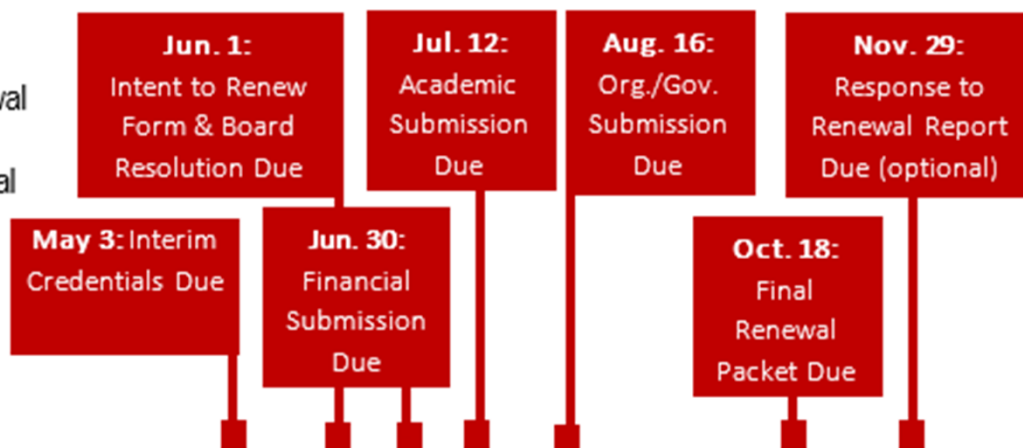 Jun. 1:
Intent to Renew
Form & Board
Resolution Due
Jul. 12:
Academic
Submission
Due
Aug. 16:
Org./Gov.
Submission
Due
Nov. 29:
Response to
Renewal Report
Due (optional)
May 3: Interim
Credentials Due
Jun. 30:
Financial
Submission
Due
Oct. 18:
Final
Renewal
Packet Due